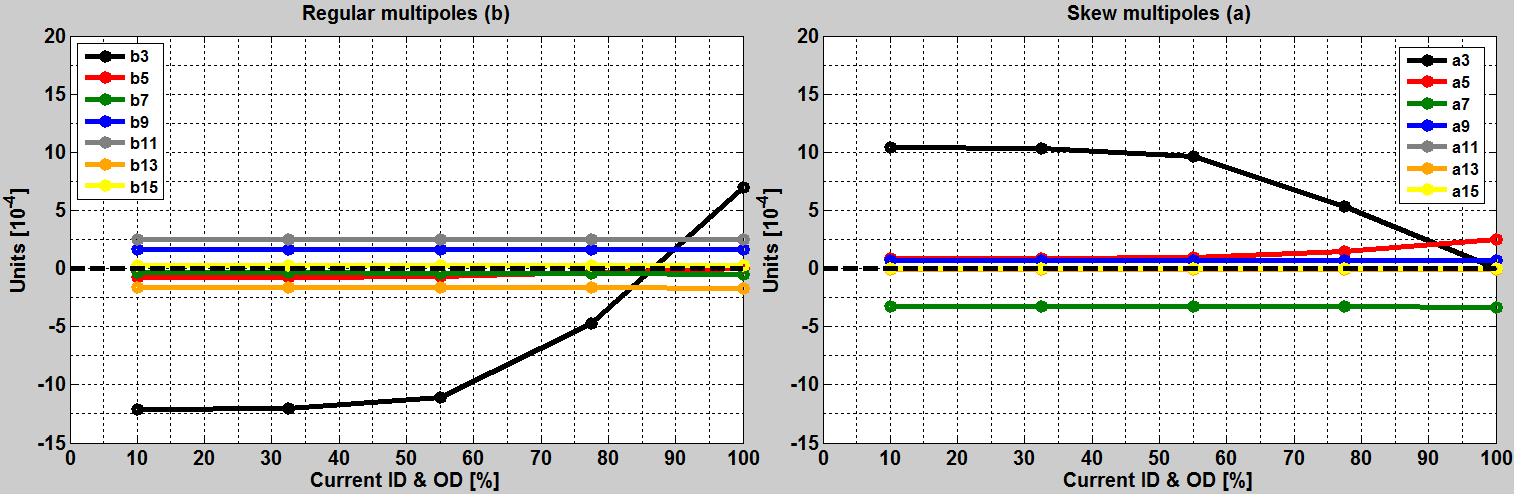 Regular multipoles (b)
20
15
10
5
0
-5
-10
-15
Units [10-4]
b3
b5
b7
b9
b11
b13
b15
0 10 20 30 40 50 60 70 80 90 100
Current ID & OD [%]
Skew multipoles (a)
20
15
10
5
0
-5
-10
-15
Units [10-4]
a3
a5
a7
a9
a11
a13
a15
0 10 20 30 40 50 60 70 80 90 100
Current ID & OD [%]